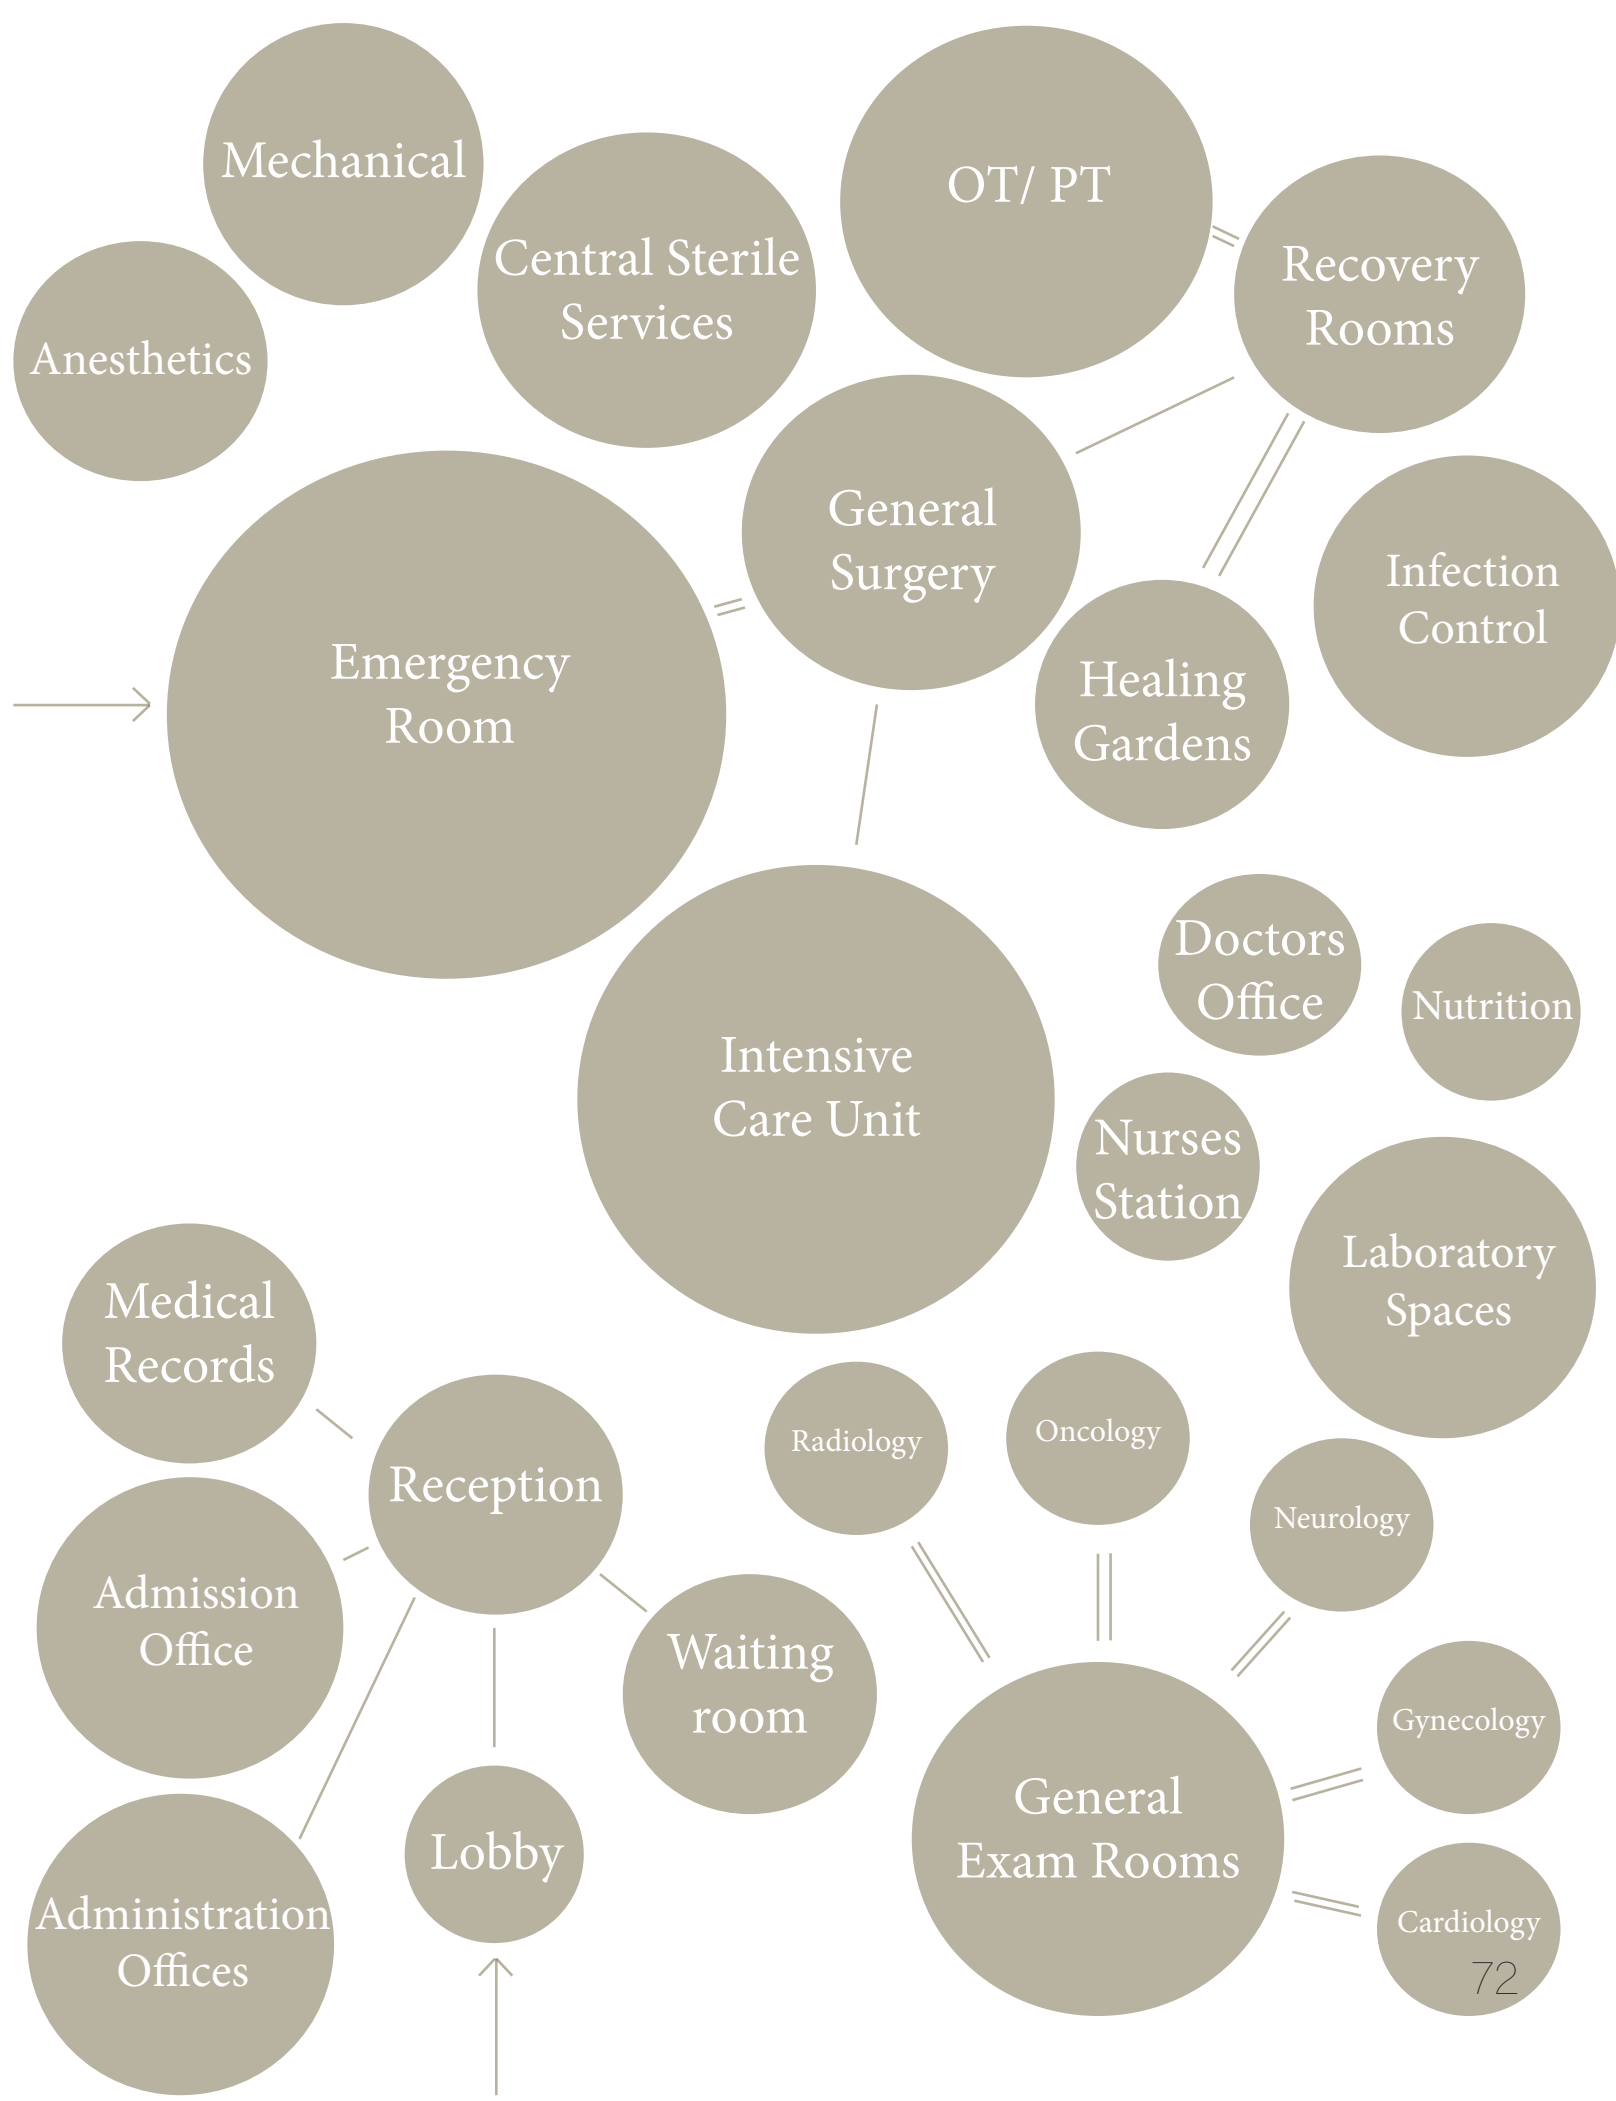 Mechanical
OT/ PT
Central Sterile
Services
Recovery
Rooms
Anesthetics
General
Surgery
Infection
Control
Emergency
Room
Healing
Gardens
Doctors
Office
Nutrition
Intensive
Care Unit
Nurses
Station
Laboratory
Spaces
Medical
Records
Radiology
Oncology
Reception
Neurology
Admission
Office
Waiting
room
Gynecology
General
Exam Rooms
Lobby
Administration
Offices
Cardiology
72